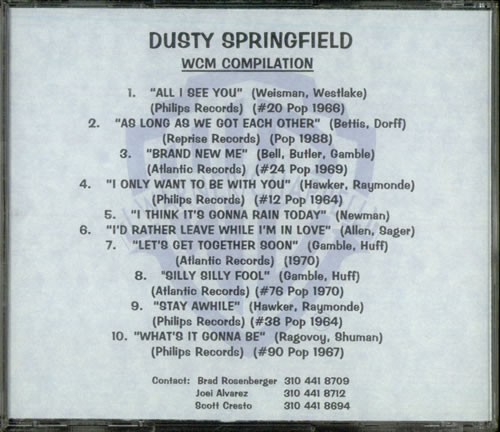 DUSTY SPRINGFIELD
WCM COMPILATION
1. "ALL I SEE YOU" (Weisman, Westlake)
(Philips Records) (#20 Pop 1966)
2. "AS LONG AS WE GOT EACH OTHER" (Bettis, Dorff)
(Reprise Records) (Pop 1988)
3. "BRAND NEW ME" (Bell, Butler, Gamble)
(Atlantic Records) (#24 Pop 1969)
4. "I ONLY WANT TO BE WITH YOU" (Hawker, Raymonde)
(Philips Records) (#12 Pop 1964)
5. "I THINK IT'S GONNA RAIN TODAY" (Newman)
6. "I'D RATHER LEAVE WHILE I'M IN LOVE" (Allen, Sager)
7. "LET'S GET TOGETHER SOON" (Gamble, Huff)
(Atlantic Records) (1970)
8. "SILLY SILLY FOOL" (Gamble, Huff)
(Atlantic Records) (#76 Pop 1970)
9. "STAY AWHILE" (Hawker, Raymonde)
(Philips Records) (#38 Pop 1964)
10. "WHAT'S IT GONNA BE" (Ragovoy, Shuman)
(Philips Records) (#90 Pop 1967)
Contact: Brad Rosenberger 310 441 8709
Joei Alvarez 310 441 8712
Scott Cresto 310 441 8694